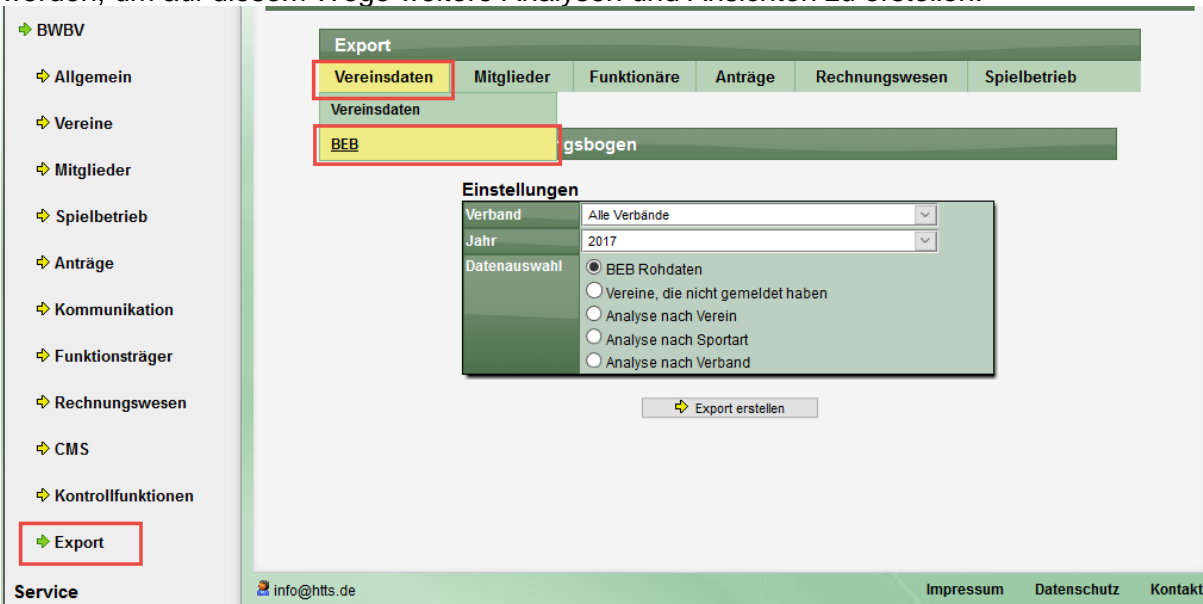 BWBV
Allgemein
Vereine
Mitglieder
Spielbetrieb
Anträge
Kommunikation
Funktionsträger
Rechnungswesen
CMS
Kontrollfunktionen
Export
Service
Export
Vereinsdaten Mitglieder Funktionäre Anträge Rechnungswesen Spielbetrieb
Vereinsdaten
BEB gsbogen
Einstellungen
Verband Alle Verbände
Jahr 2017
Datenauswahl BEB Rohdaten
Vereine, die nicht gemeldet haben
Analyse nach Verein
Analyse nach Sportart
Analyse nach Verband
Export erstellen
info@htts.de Impressum Datenschutz Kontakt